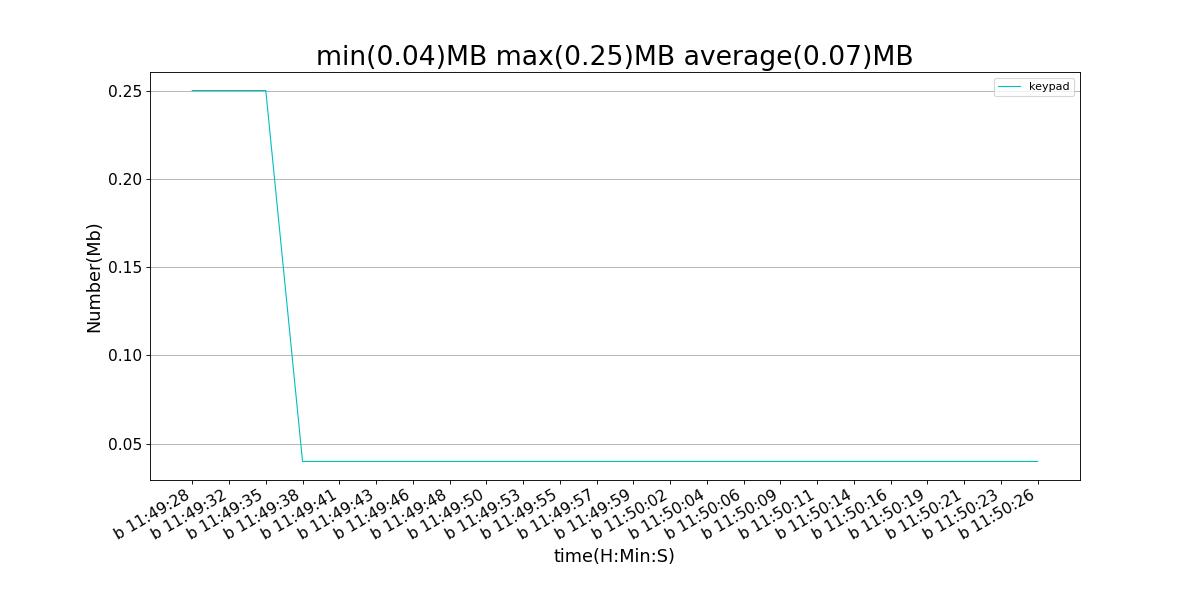 min(0.04)MB max(0.25)MB average(0.07)MB
keypad
0.25
0.20
0.15
0.10
0.05
Number(Mb)
b 11:49:28
b 11:49:32
b 11:49:35
b 11:49:38
b 11:49:41
b 11:49:43
b 11:49:46
b 11:49:48
b 11:49:50
b 11:49:53
b 11:49:55
b 11:49:57
b 11:49:59
b 11:50:02
b 11:50:04
b 11:50:06
b 11:50:09
b 11:50:11
b 11:50:14
b 11:50:16
b 11:50:19
b 11:50:21
b 11:50:23
b 11:50:26
time(H:Min:S)